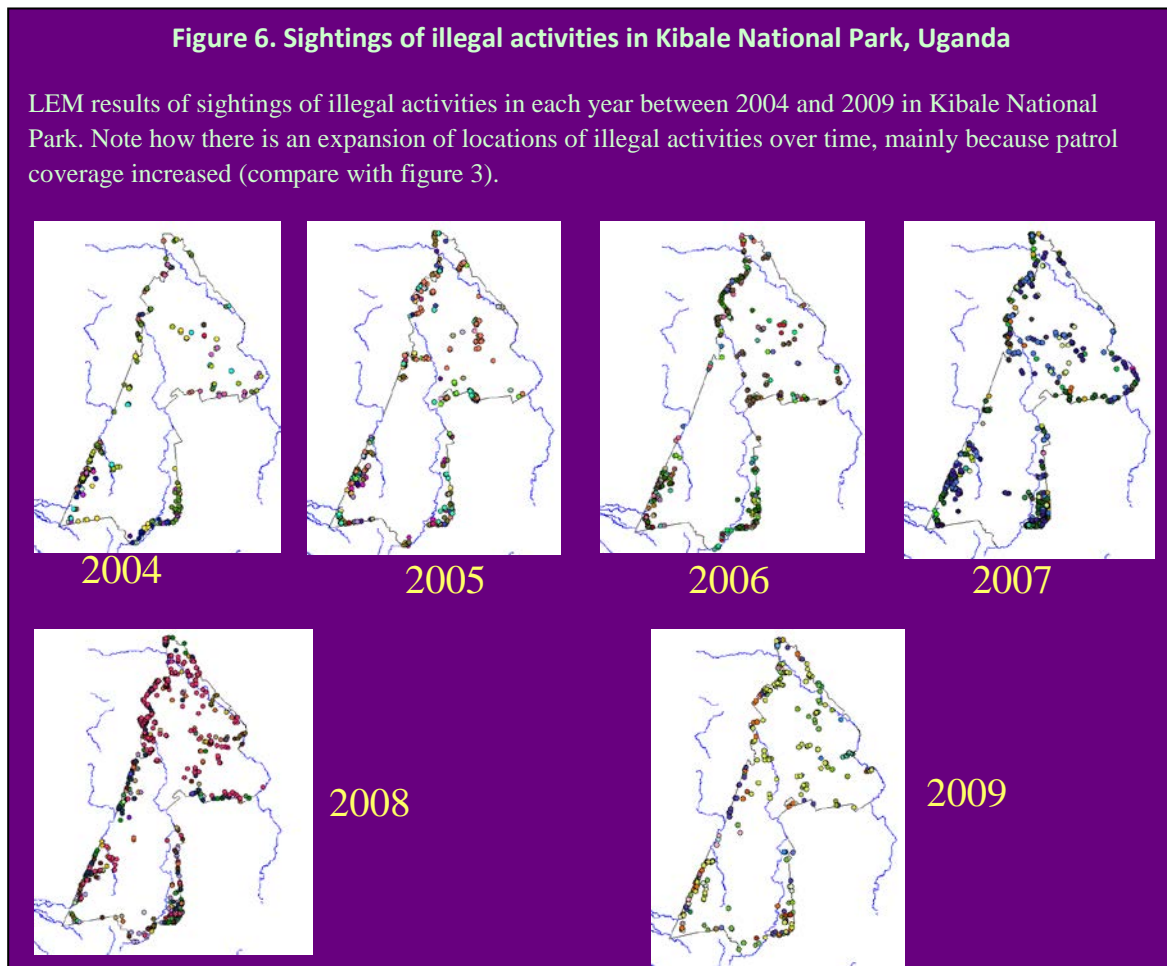 Figure 6. Sightings of illegal activities in Kibale National Park, Uganda
LEM results of sightings of illegal activities in each year between 2004 and 2009 in Kibale National
Park. Note how there is an expansion of locations of illegal activities over time, mainly because patrol
coverage increased (compare with figure 3).
2004
2005
2006
2007
2008
2009